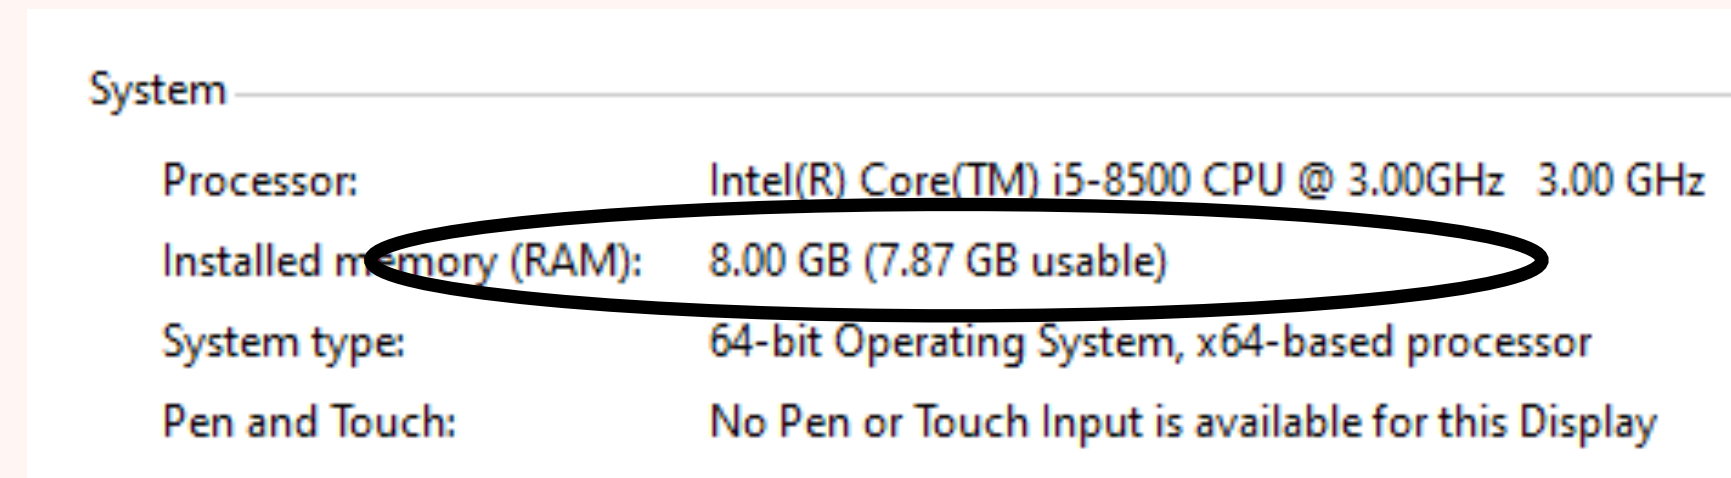 System
Processor: Intel(R) Core(TM) i5-8500 CPU @ 3.00GHz 3.00 GHz
Installed memory (RAM): 8.00 GB (7.87 GB usable)
System type: 64-bit Operating System, x64-based processor
Pen and Touch: No Pen or Touch Input is available for this Display